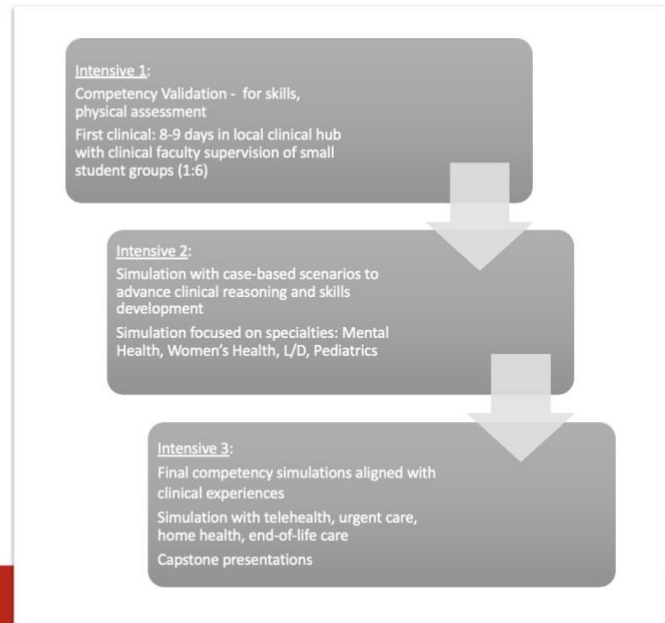 Intensive 1:
Competency Validation - for skills,
physical assessment
First clinical: 8-9 days in local clinical hub
with clinical faculty supervision of small
student groups (1:6)
Intensive 2:
Simulation with case-based scenarios to
advance clinical reasoning and skills
development
Simulation focused on specialties: Mental
Health, Women's Health, L/D, Pediatrics
Intensive 3:
Final competency simulations aligned with
clinical experiences
Simulation with telehealth, urgent care,
home health, end-of-life care
Capstone presentations